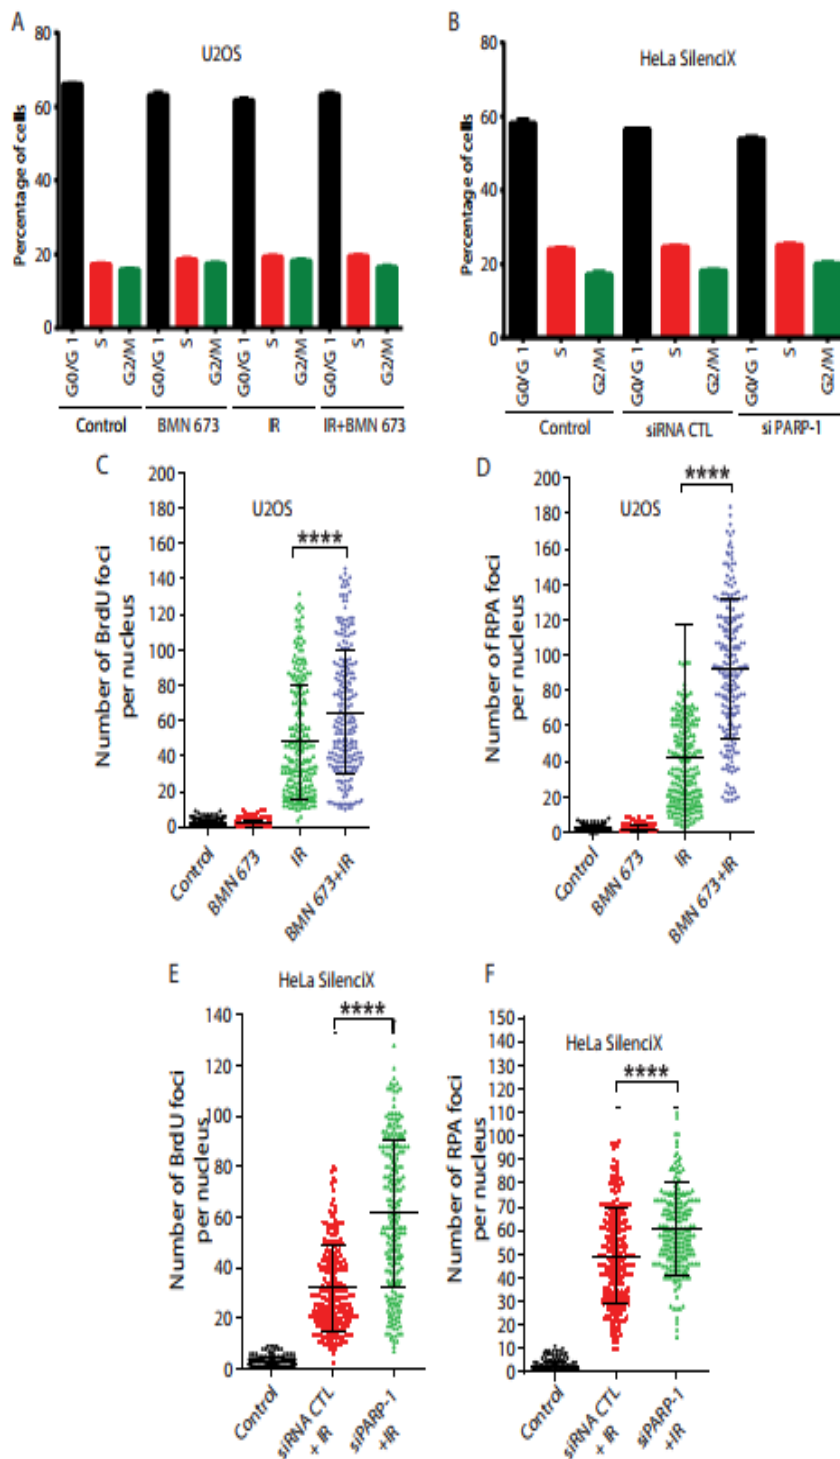 A
U2OS
Percentage of cells
80
60
40
20
0
G0/G 1
S
G2/M
G0/G 1
S
G2/M
G0/G 1
S
G2/M
G0/G 1
S
G2/M
Control
BMN 673
IR
IR+BMN 673
B
HeLa SilenciX
Percentage of cells
80
60
40
20
0
G0/G 1
S
G2/M
G0/G 1
S
G2/M
G0/G 1
S
G2/M
Control
siRNA CTL
si PARP-1
C
U2OS
****
Number of BrdU foci
per nucleus
200
180
160
140
120
100
80
60
40
20
0
Control
BMN 673
IR
BMN 673+IR
D
U2OS
****
Number of RPA foci
per nucleus
200
180
160
140
120
100
80
60
40
20
0
Control
BMN 673
IR
BMN 673+IR
E
HeLa SilenciX
****
Number of BrdU foci
per nucleus
140
120
100
80
60
40
20
0
Control
siRNA CTL
+ IR
siPARP-1
+IR
F
HeLa SilenciX
****
Number of RPA foci
per nucleus
150
140
130
120
110
100
90
80
70
60
50
40
30
20
10
0
Control
siRNA CTL
+ IR
siPARP-1
+IR